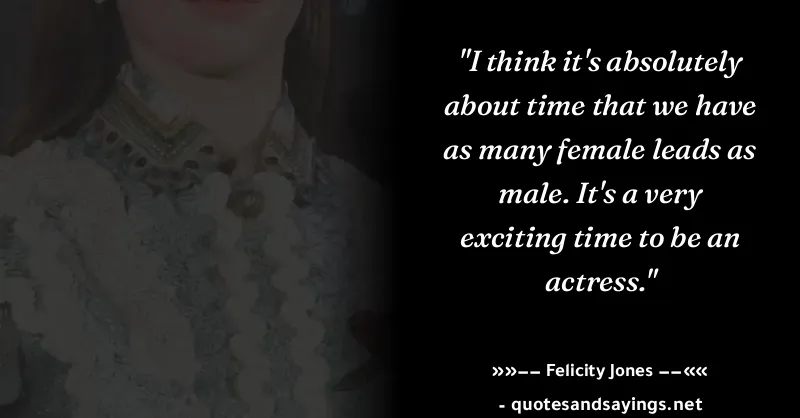 "I think it's absolutely
about time that we have
as many female leads as
male. It's a very
exciting time to be an
actress."
»»−− Felicity Jones −−««
- quotesandsayings.net